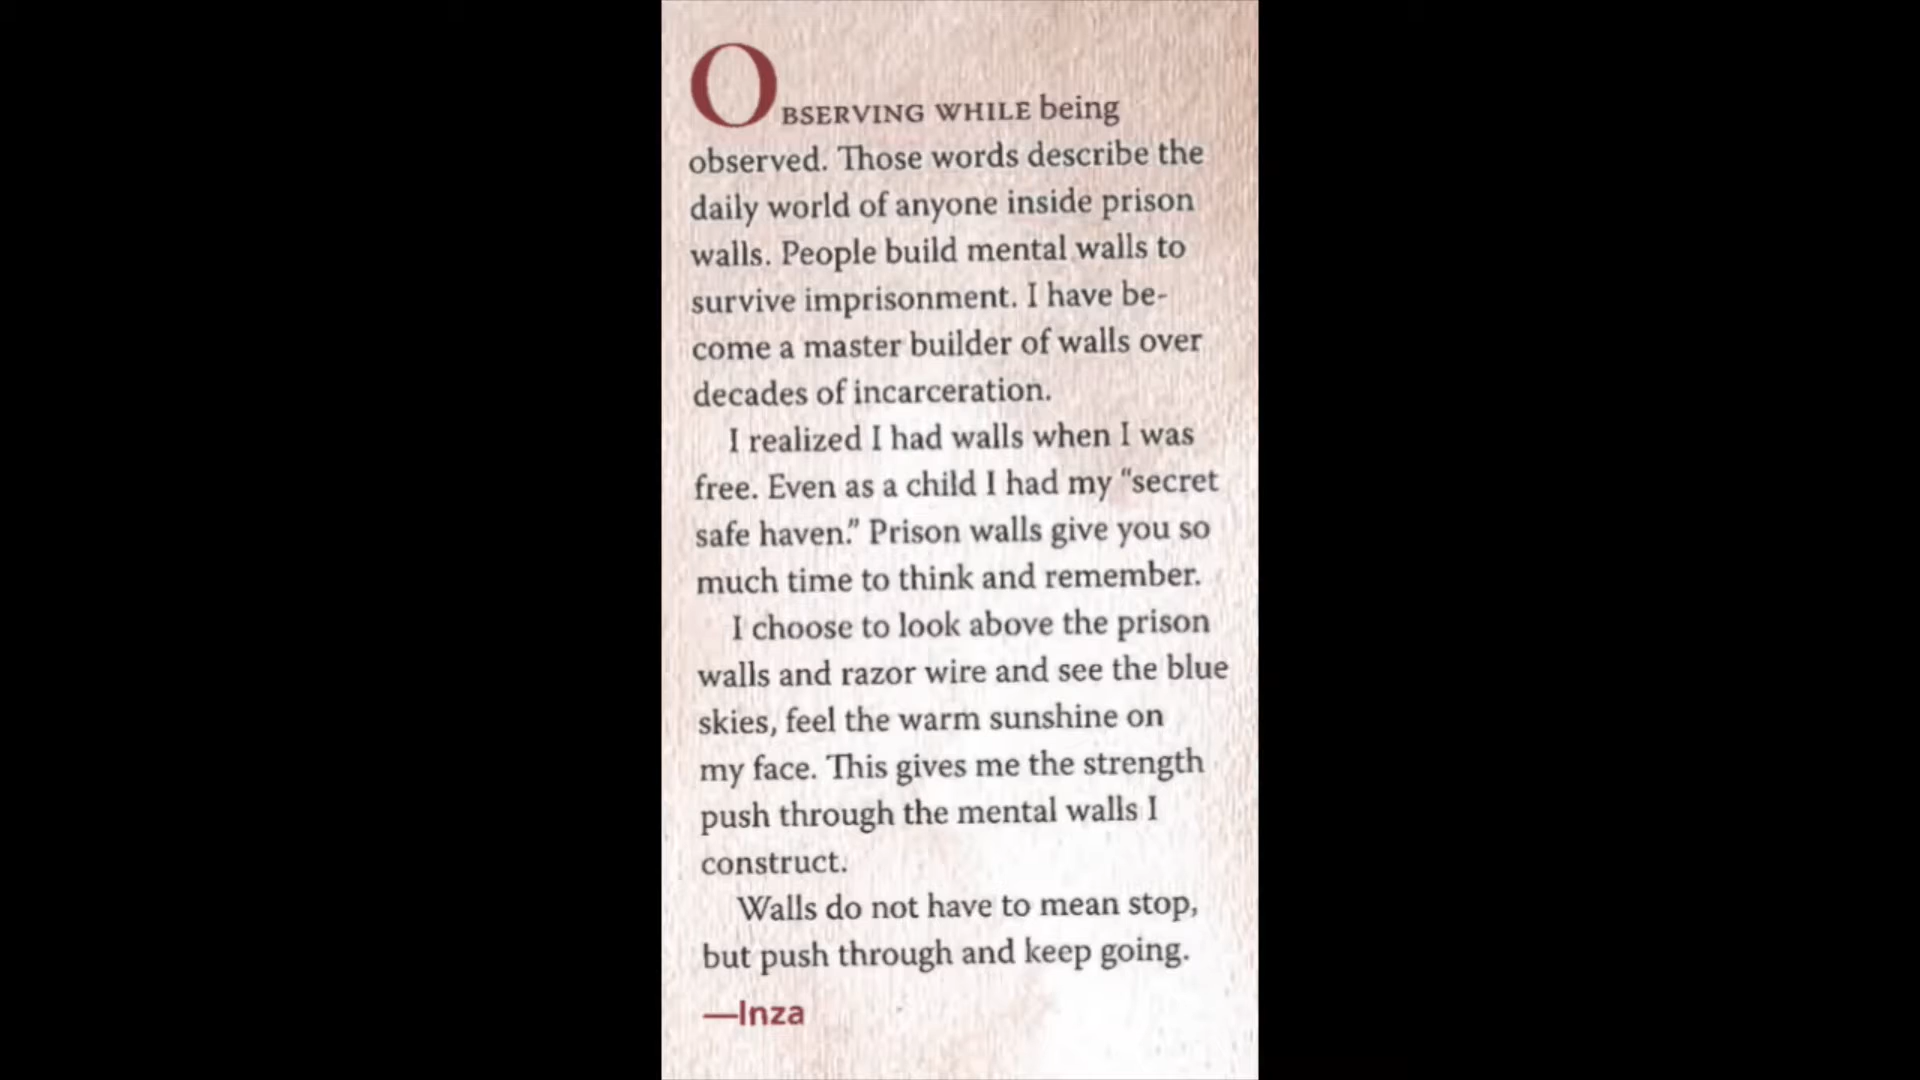 OBSERVING WHILE being
observed. Those words describe the
daily world of anyone inside prison
walls. People build mental walls to
survive imprisonment. I have be-
come a master builder of walls over
decades of incarceration.
I realized I had walls when I was
free. Even as a child I had my “secret
safe haven.” Prison walls give you so
much time to think and remember.
I choose to look above the prison
walls and razor wire and see the blue
skies, feel the warm sunshine on
my face. This gives me the strength
push through the mental walls I
construct.
Walls do not have to mean stop,
but push through and keep going.
—Inza